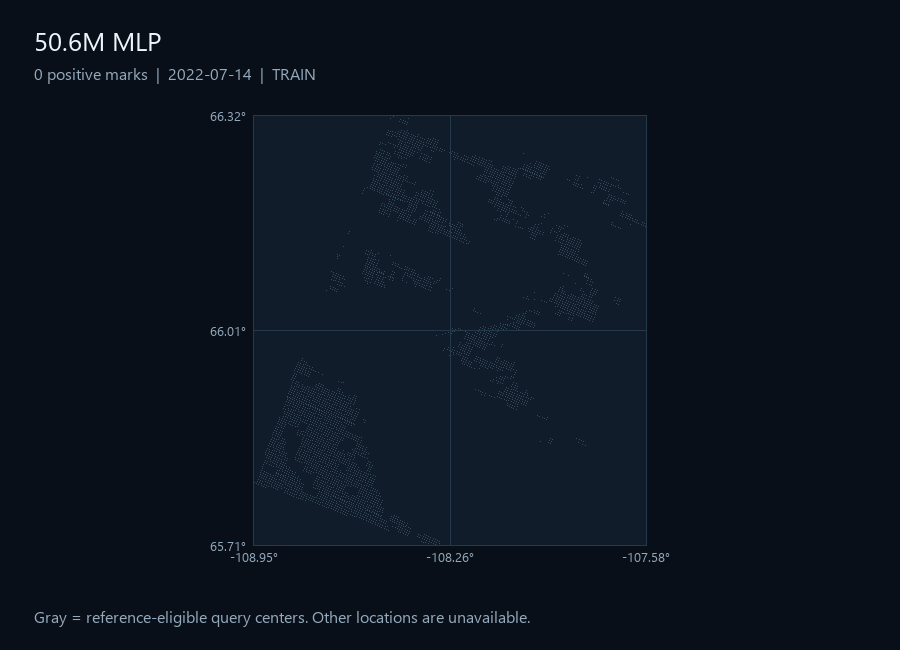 50.6M MLP
0 positive marks | 2022-07-14 | TRAIN
66.32°
66.01°
65.71°
-108.95°
-108.26°
-107.58°
Gray = reference-eligible query centers. Other locations are unavailable.